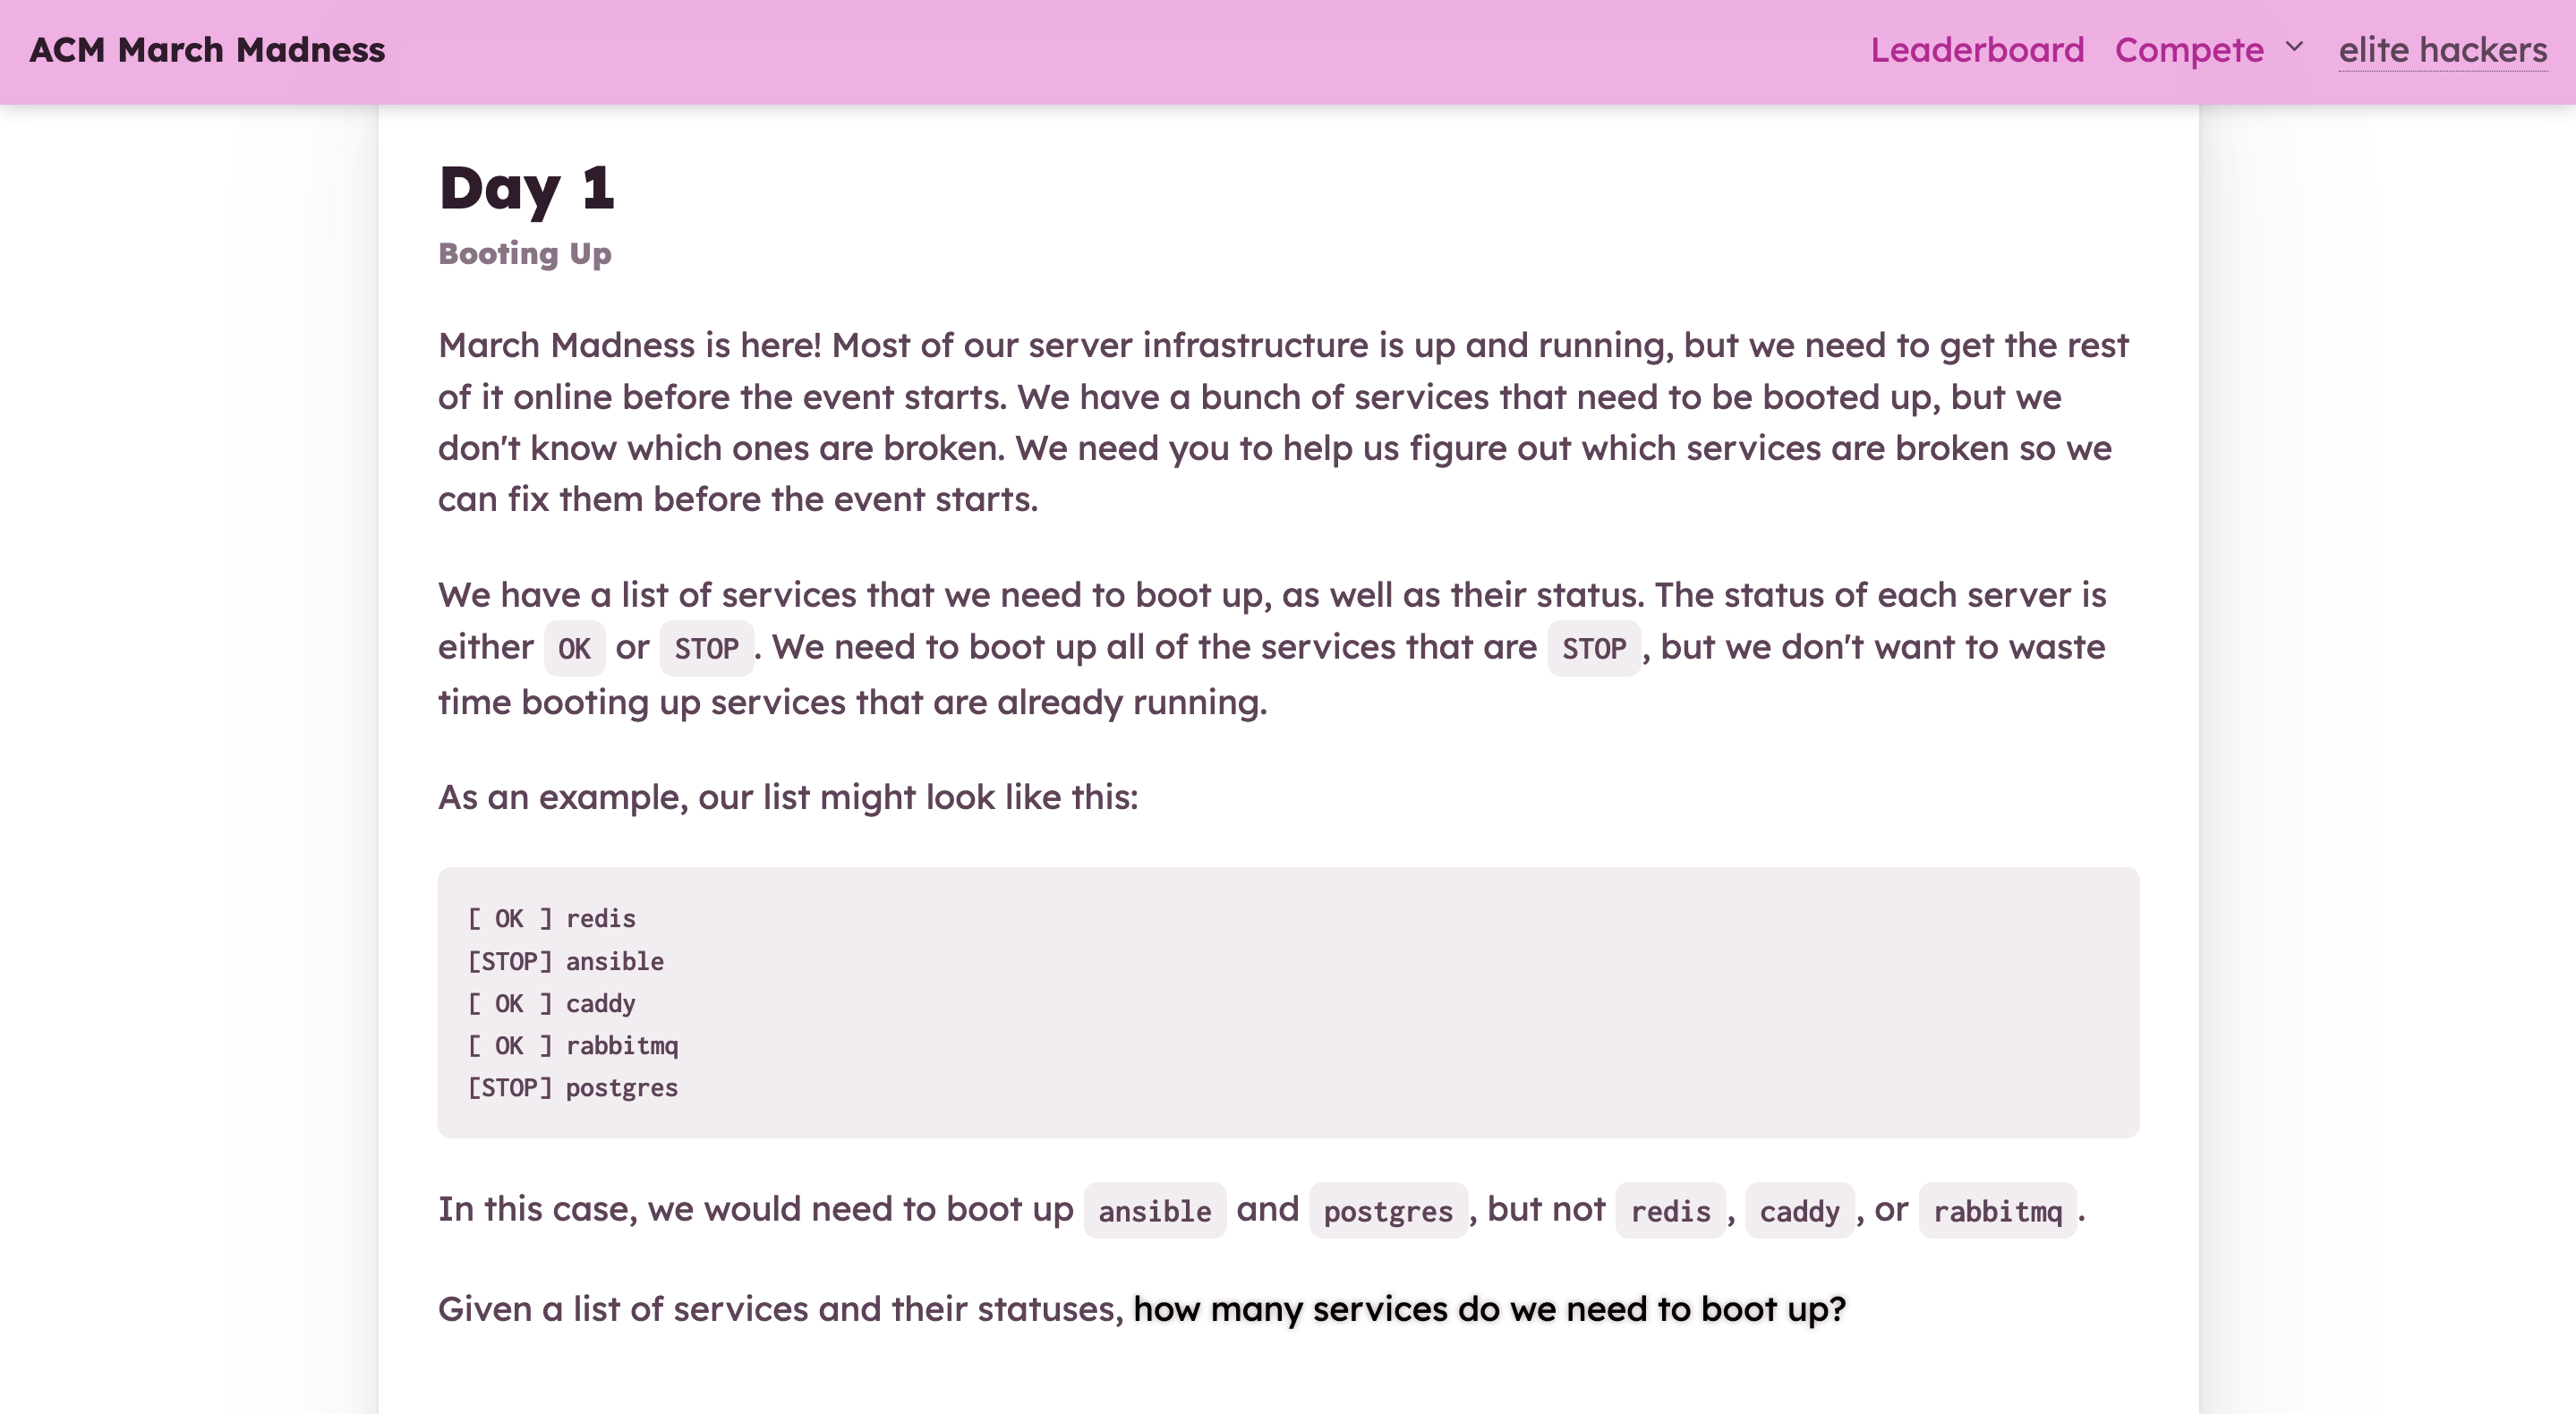 ACM March Madness
Leaderboard Compete elite hackers
Day 1
Booting Up
March Madness is here! Most of our server infrastructure is up and running, but we need to get the rest
of it online before the event starts. We have a bunch of services that need to be booted up, but we
don't know which ones are broken. We need you to help us figure out which services are broken so we
can fix them before the event starts.
We have a list of services that we need to boot up, as well as their status. The status of each server is
either OK or STOP. We need to boot up all of the services that are STOP, but we don't want to waste
time booting up services that are already running.
As an example, our list might look like this:
[ OK ] redis
[STOP] ansible
[ OK ] caddy
[ OK ] rabbitmq
[STOP] postgres
In this case, we would need to boot up ansible and postgres, but not redis, caddy, or rabbitmq.
Given a list of services and their statuses, how many services do we need to boot up?